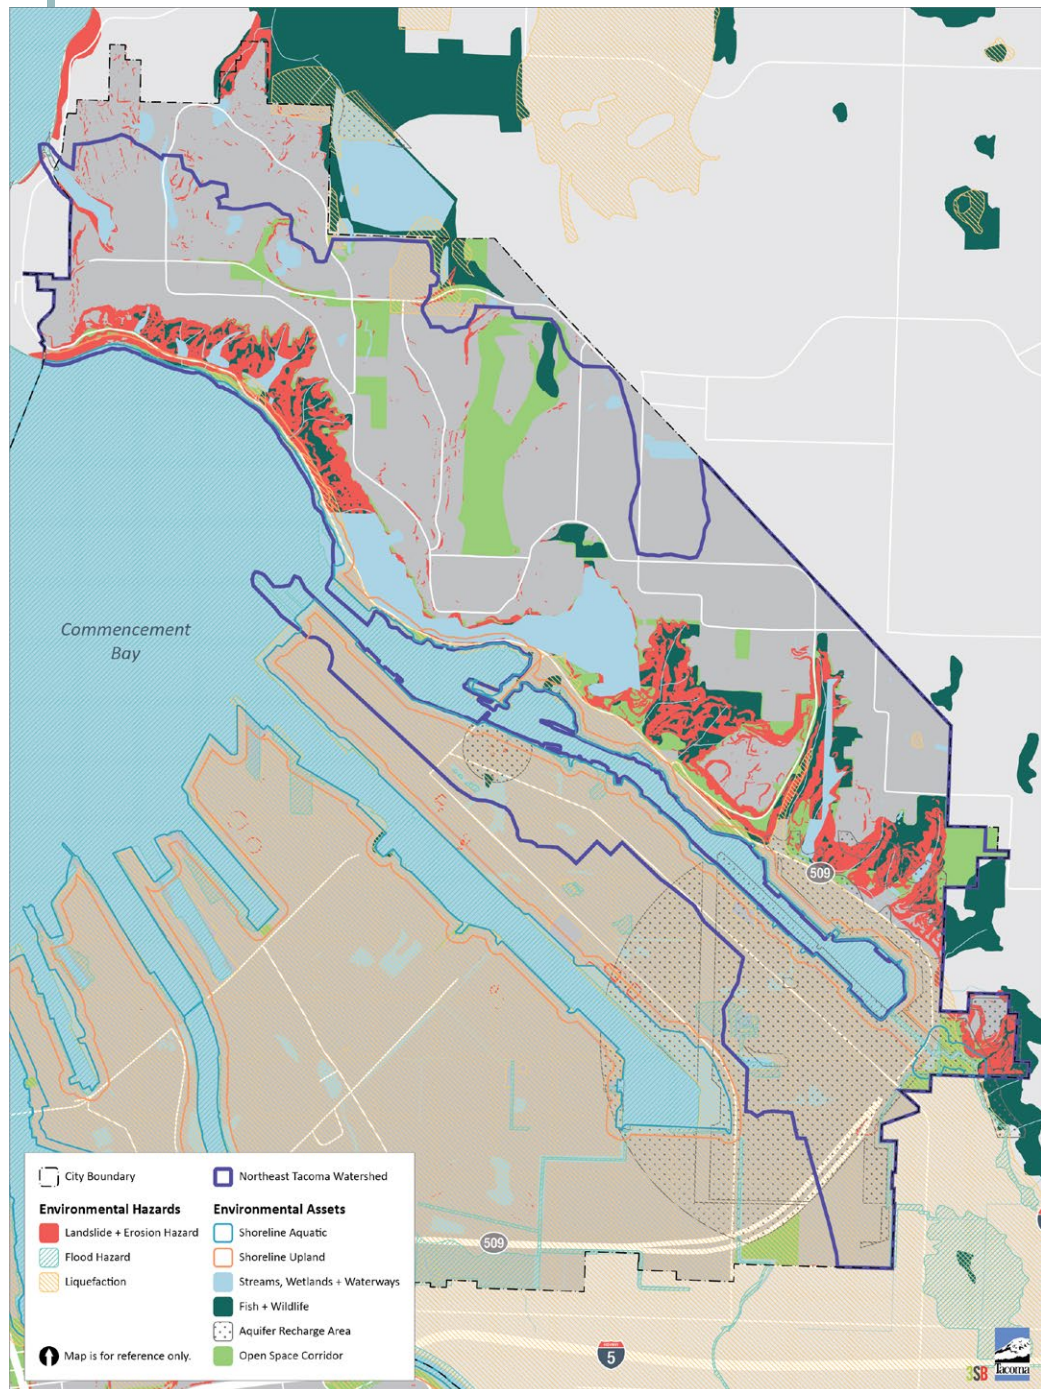 Commencement
Bay
509
City Boundary
Environmental Hazards
Landslide + Erosion Hazard
Flood Hazard
Liquefaction
Map is for reference only.
Northeast Tacoma Watershed
Environmental Assets
Shoreline Aquatic
Shoreline Upland
Streams, Wetlands + Waterways
Fish + Wildlife
Aquifer Recharge Area
Open Space Corridor
509
5
3SB
Tacoma